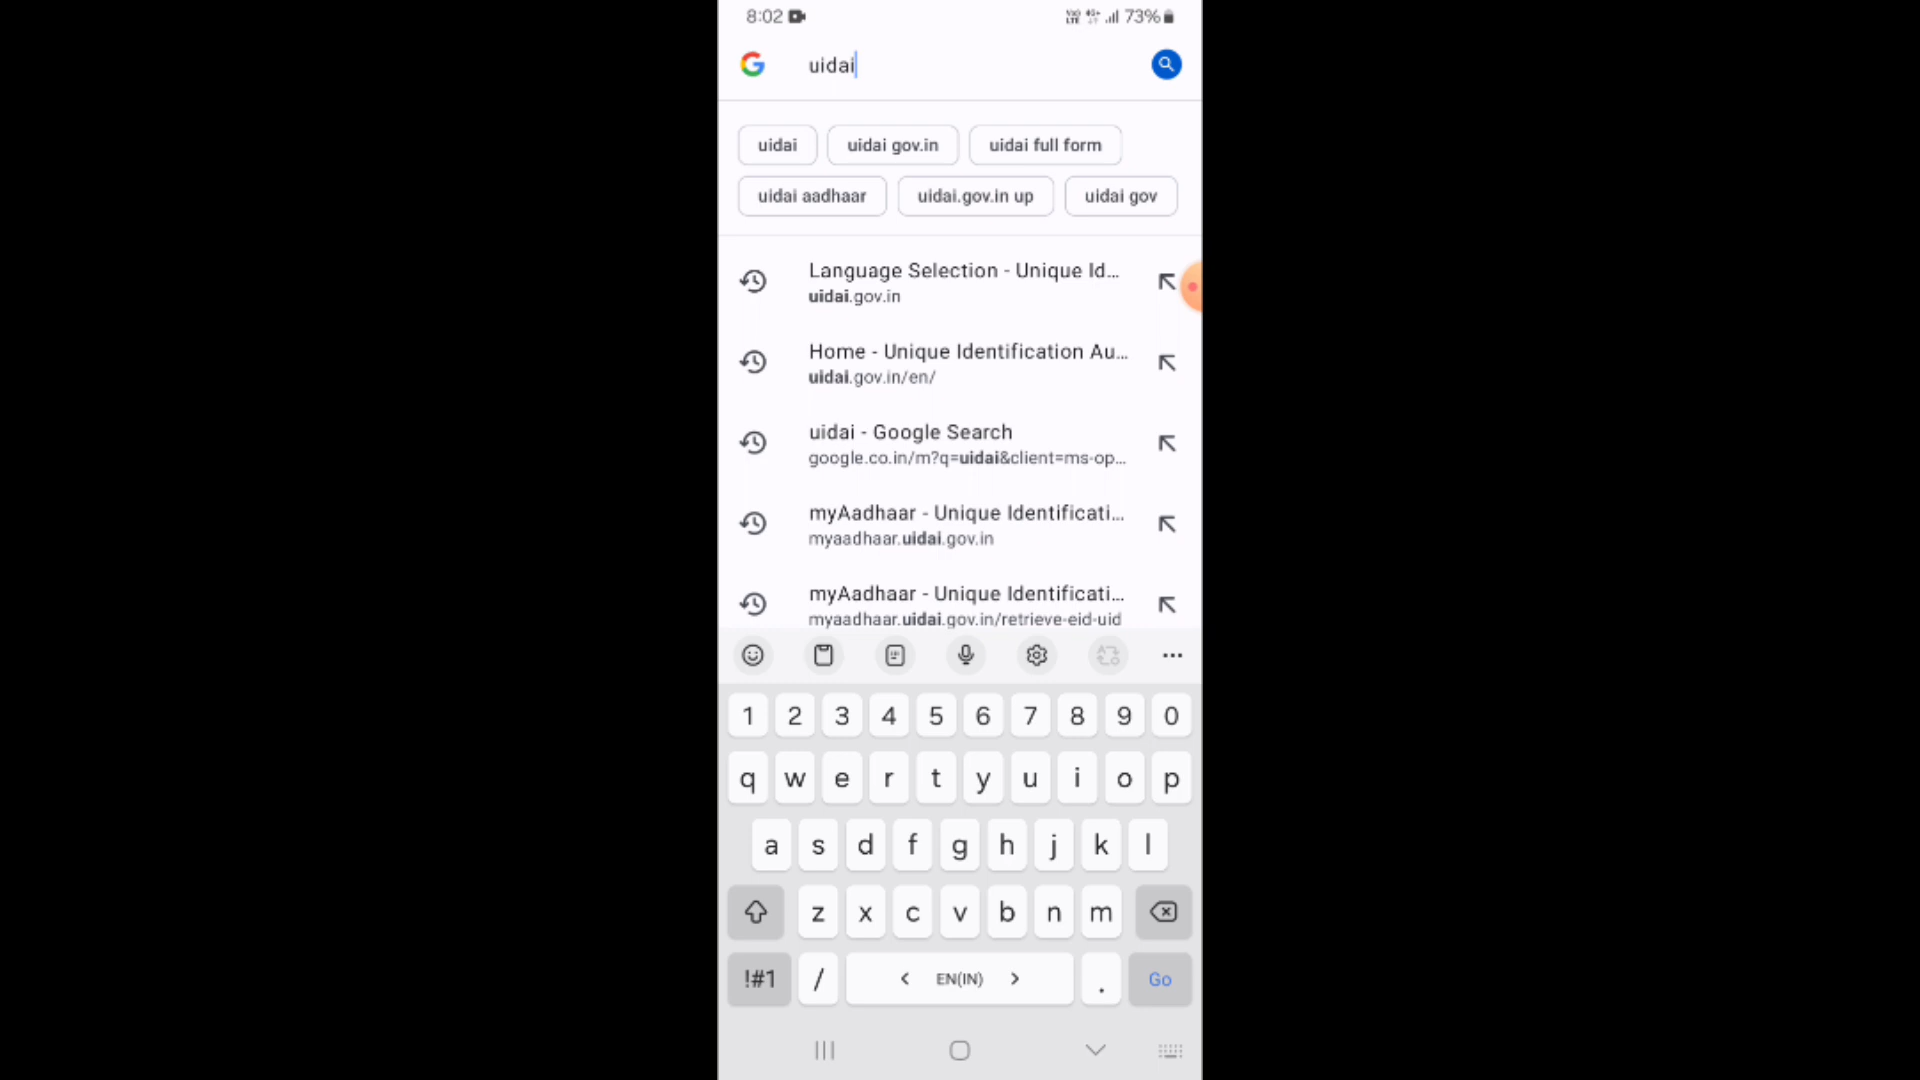 8:02
Vo) LTE 4G+ 73%
uidai
uidai
uidai gov.in
uidai full form
uidai aadhaar
uidai.gov.in up
uidai gov
Language Selection - Unique Id...
uidai.gov.in
Home - Unique Identification Au...
uidai.gov.in/en/
uidai - Google Search
google.co.in/m?q=uidai&client=ms-op...
myAadhaar - Unique Identificati...
myaadhaar.uidai.gov.in
myAadhaar - Unique Identificati...
myaadhaar.uidai.gov.in/retrieve-eid-uid
1 2 3 4 5 6 7 8 9 0
q w e r t y u i o p
a s d f g h j k l
z x c v b n m
!#1 / < EN(IN) > . Go